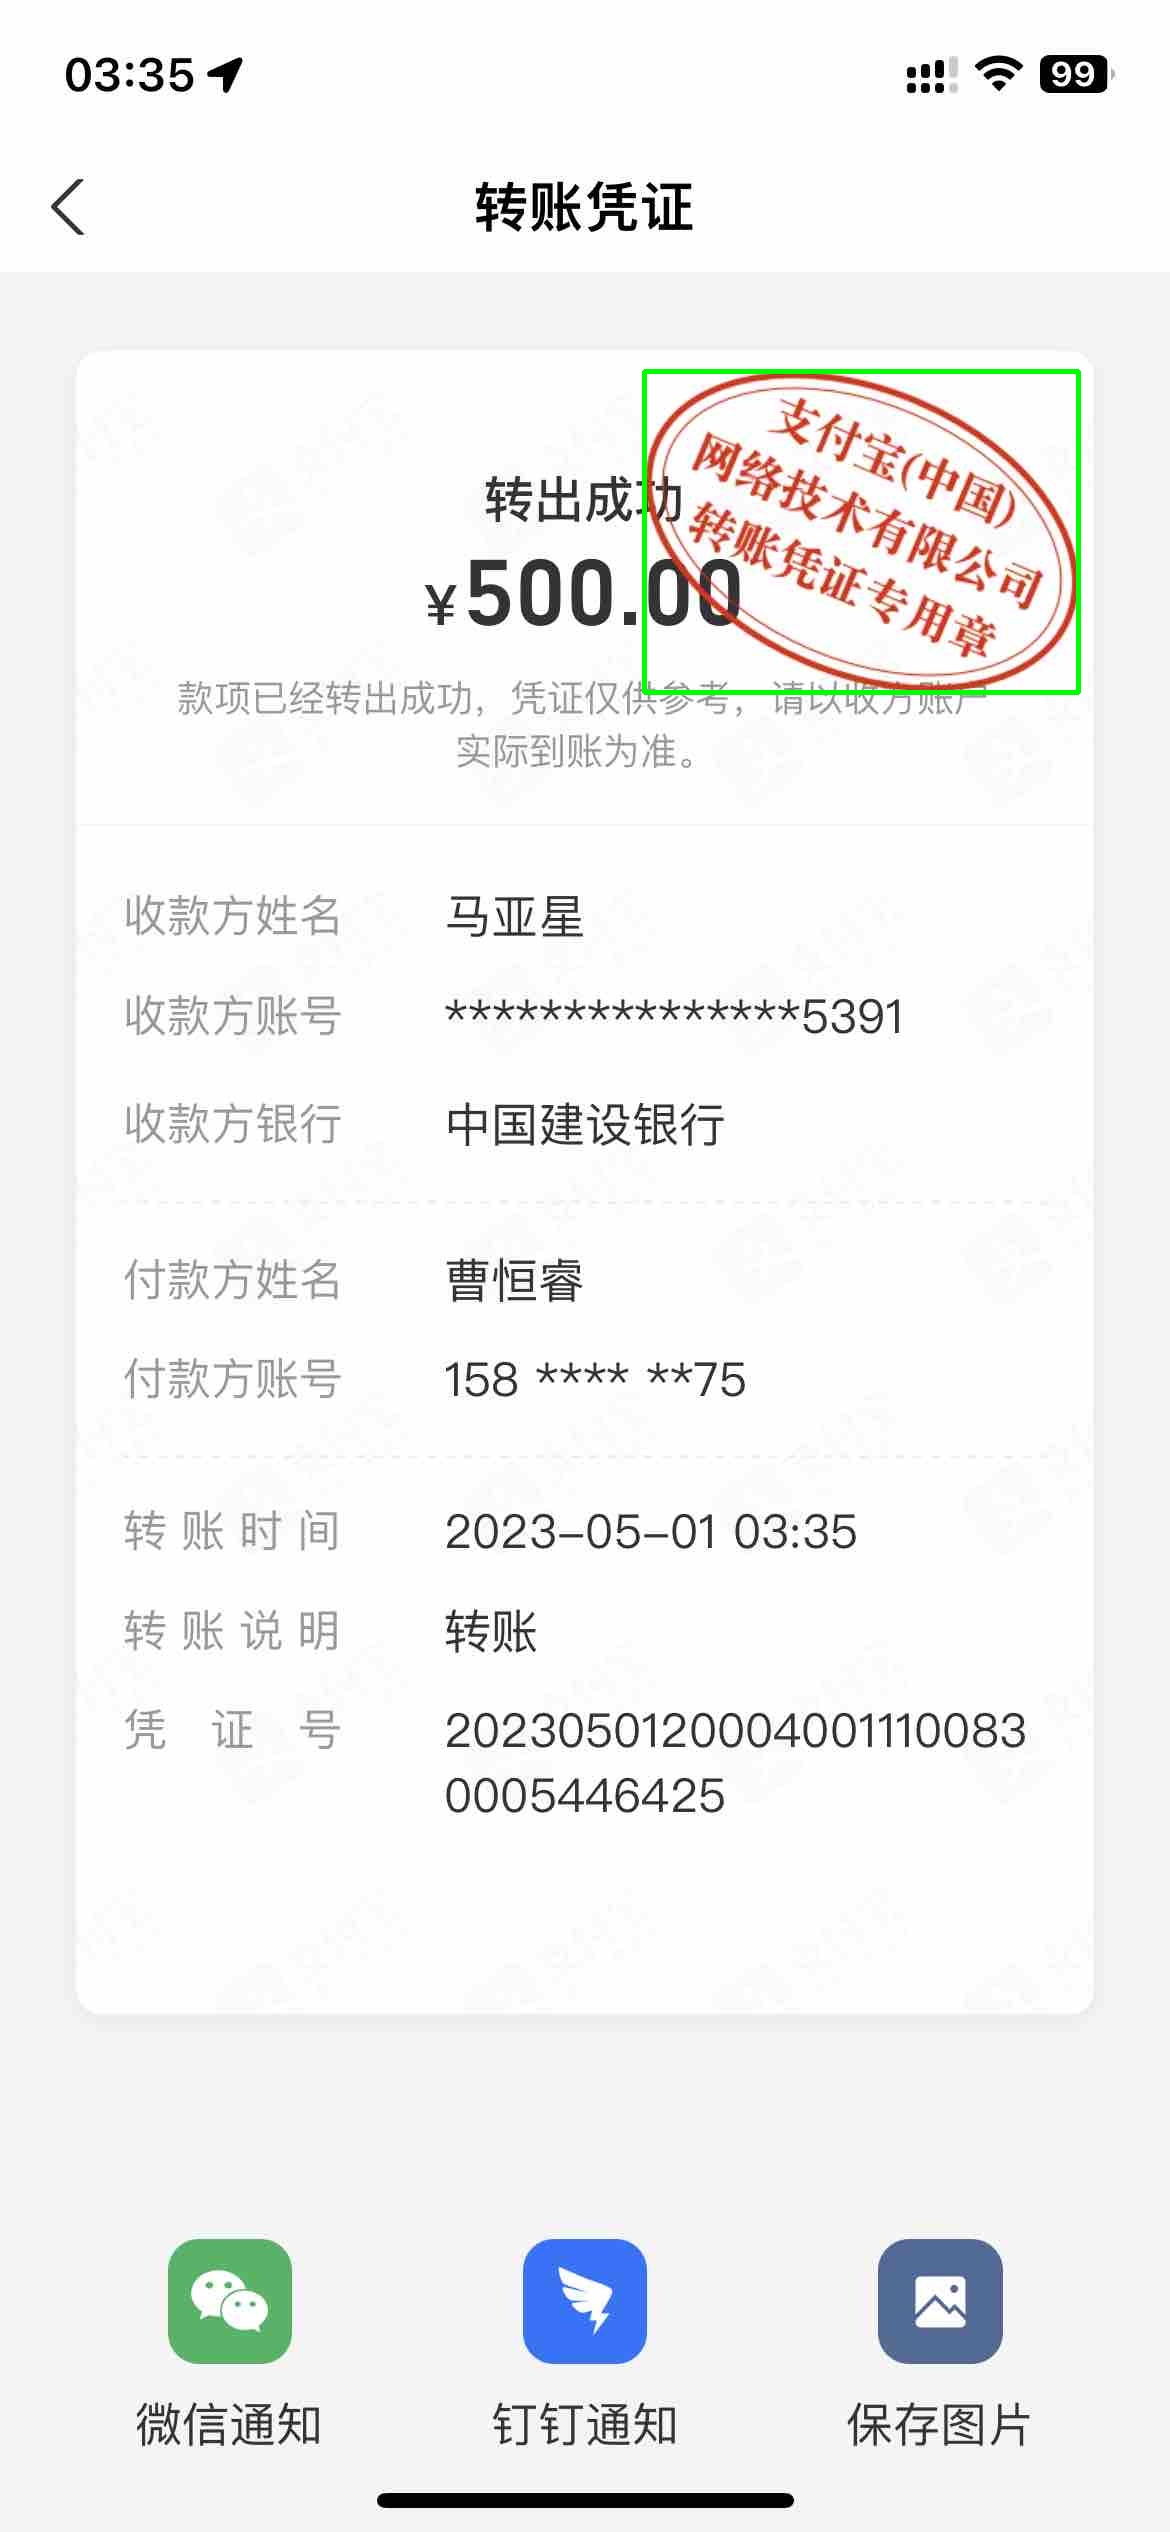 03:35
99
转账凭证
支付宝(中国)
网络技术有限公司
转账凭证专用章
转出成功
¥500.00
款项已经转出成功，凭证仅供参考，请以收方账户
实际到账为准。
收款方姓名 马亚星
收款方账号 ***************5391
收款方银行 中国建设银行
付款方姓名 曹恒睿
付款方账号 158 **** **75
转账时间 2023-05-01 03:35
转账说明 转账
凭证号 2023050120004001110083
0005446425
微信通知 钉钉通知 保存图片